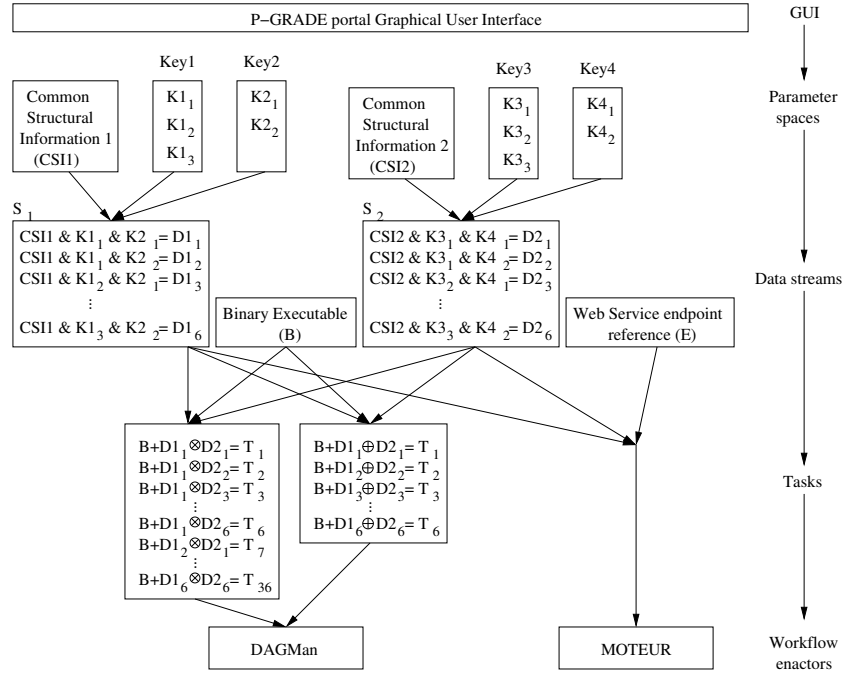 P−GRADE portal Graphical User Interface
GUI
Key1
Key2
Key3
Key4
Common
Structural
Information 1
(CSI1)
K1₁
K1₂
K1₃
K2₁
K2₂
Common
Structural
Information 2
(CSI2)
K3₁
K3₂
K3₃
K4₁
K4₂
Parameter
spaces
S₁
CSI1 & K1₁ & K2₁= D1₁
CSI1 & K1₁ & K2₂= D1₂
CSI1 & K1₂ & K2₁= D1₃
⋮
CSI1 & K1₃ & K2₂= D1₆
S₂
CSI2 & K3₁ & K4₁= D2₁
CSI2 & K3₁ & K4₂= D2₂
CSI2 & K3₂ & K4₁= D2₃
⋮
CSI2 & K3₃ & K4₂= D2₆
Data streams
Binary Executable
(B)
Web Service endpoint
reference (E)
B+D1₁⊗D2₁= T₁
B+D1₁⊗D2₂= T₂
B+D1₁⊗D2₃= T₃
⋮
B+D1₁⊗D2₆= T₆
B+D1₂⊗D2₁= T₇
⋮
B+D1₆⊗D2₆= T₃₆
B+D1₁⊕D2₁= T₁
B+D1₂⊕D2₂= T₂
B+D1₃⊕D2₃= T₃
⋮
B+D1₆⊕D2₆= T₆
Tasks
DAGMan
MOTEUR
Workflow
enactors